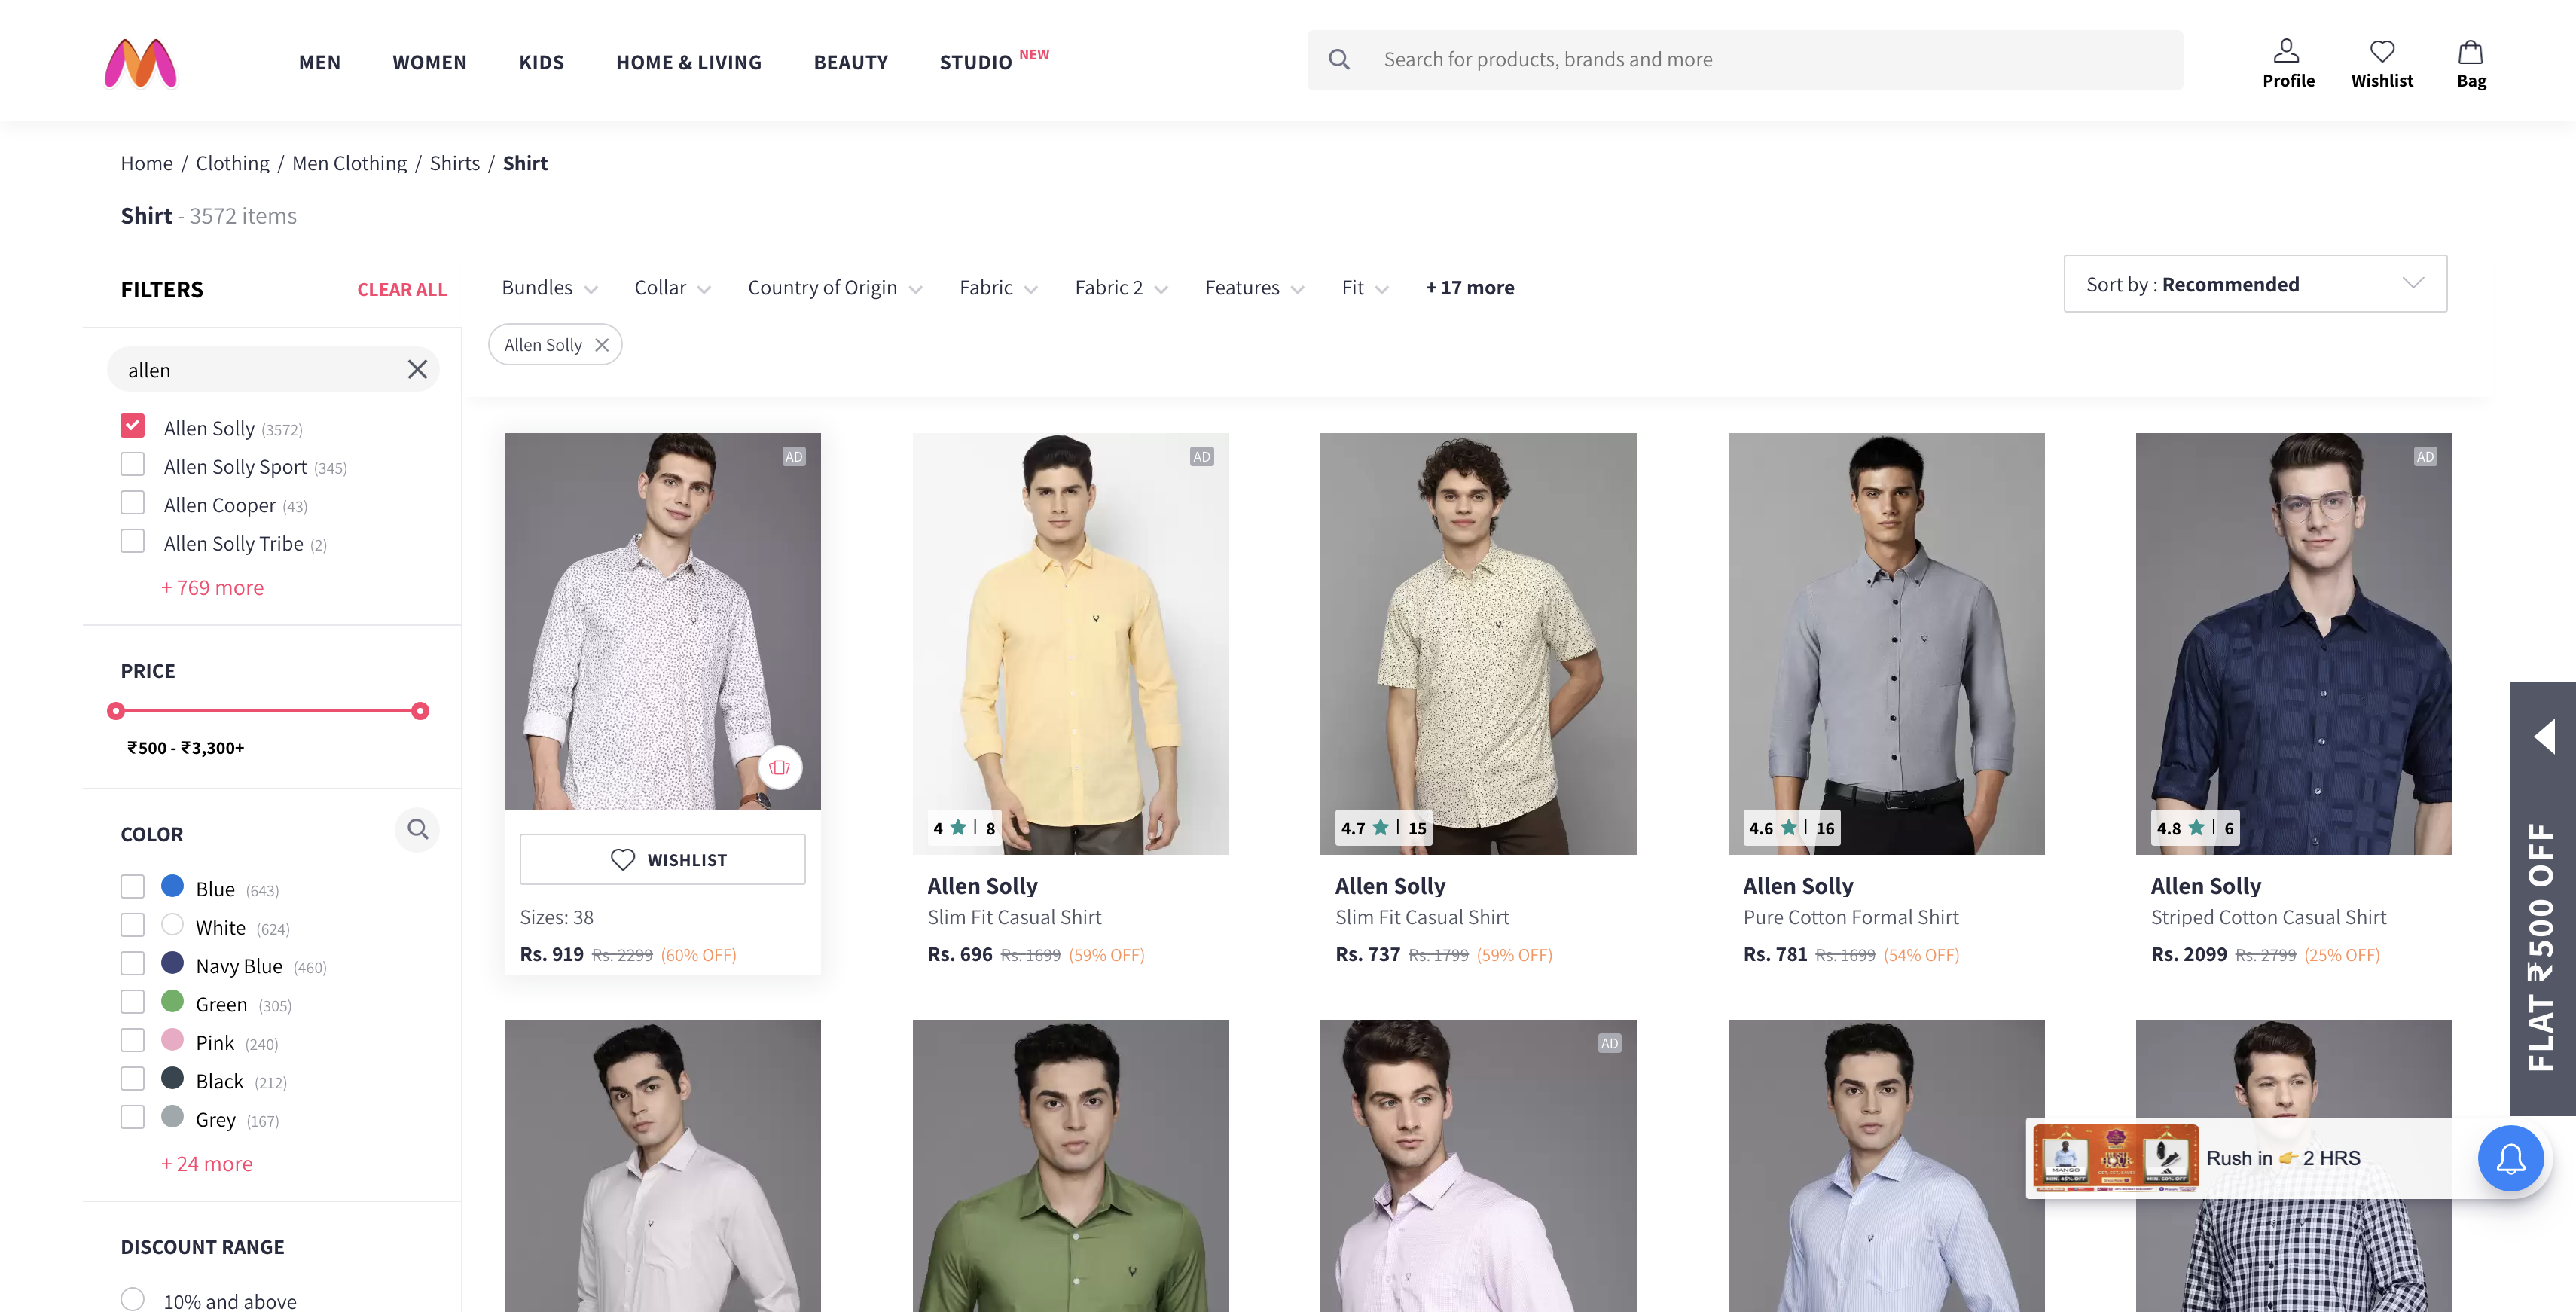 MEN WOMEN KIDS HOME & LIVING BEAUTY STUDIO NEW
Search for products, brands and more
Profile Wishlist Bag
Home / Clothing / Men Clothing / Shirts / Shirt
Shirt - 3572 items
FILTERS CLEAR ALL
Bundles Collar Country of Origin Fabric Fabric 2 Features Fit + 17 more
Sort by : Recommended
Allen Solly
allen
Allen Solly (3572)
Allen Solly Sport (345)
Allen Cooper (43)
Allen Solly Tribe (2)
+ 769 more
PRICE
₹500 - ₹3,300+
COLOR
Blue (643)
White (624)
Navy Blue (460)
Green (305)
Pink (240)
Black (212)
Grey (167)
+ 24 more
DISCOUNT RANGE
10% and above
AD
WISHLIST
Sizes: 38
Rs. 919 Rs. 2299 (60% OFF)
AD
4 | 8
Allen Solly
Slim Fit Casual Shirt
Rs. 696 Rs. 1699 (59% OFF)
4.7 | 15
Allen Solly
Slim Fit Casual Shirt
Rs. 737 Rs. 1799 (59% OFF)
4.6 | 16
Allen Solly
Pure Cotton Formal Shirt
Rs. 781 Rs. 1699 (54% OFF)
AD
4.8 | 6
Allen Solly
Striped Cotton Casual Shirt
Rs. 2099 Rs. 2799 (25% OFF)
AD
FLAT ₹500 OFF
MANGO
MIN. 45% OFF
MIN. 60% OFF
Rush in 👉 2 HRS